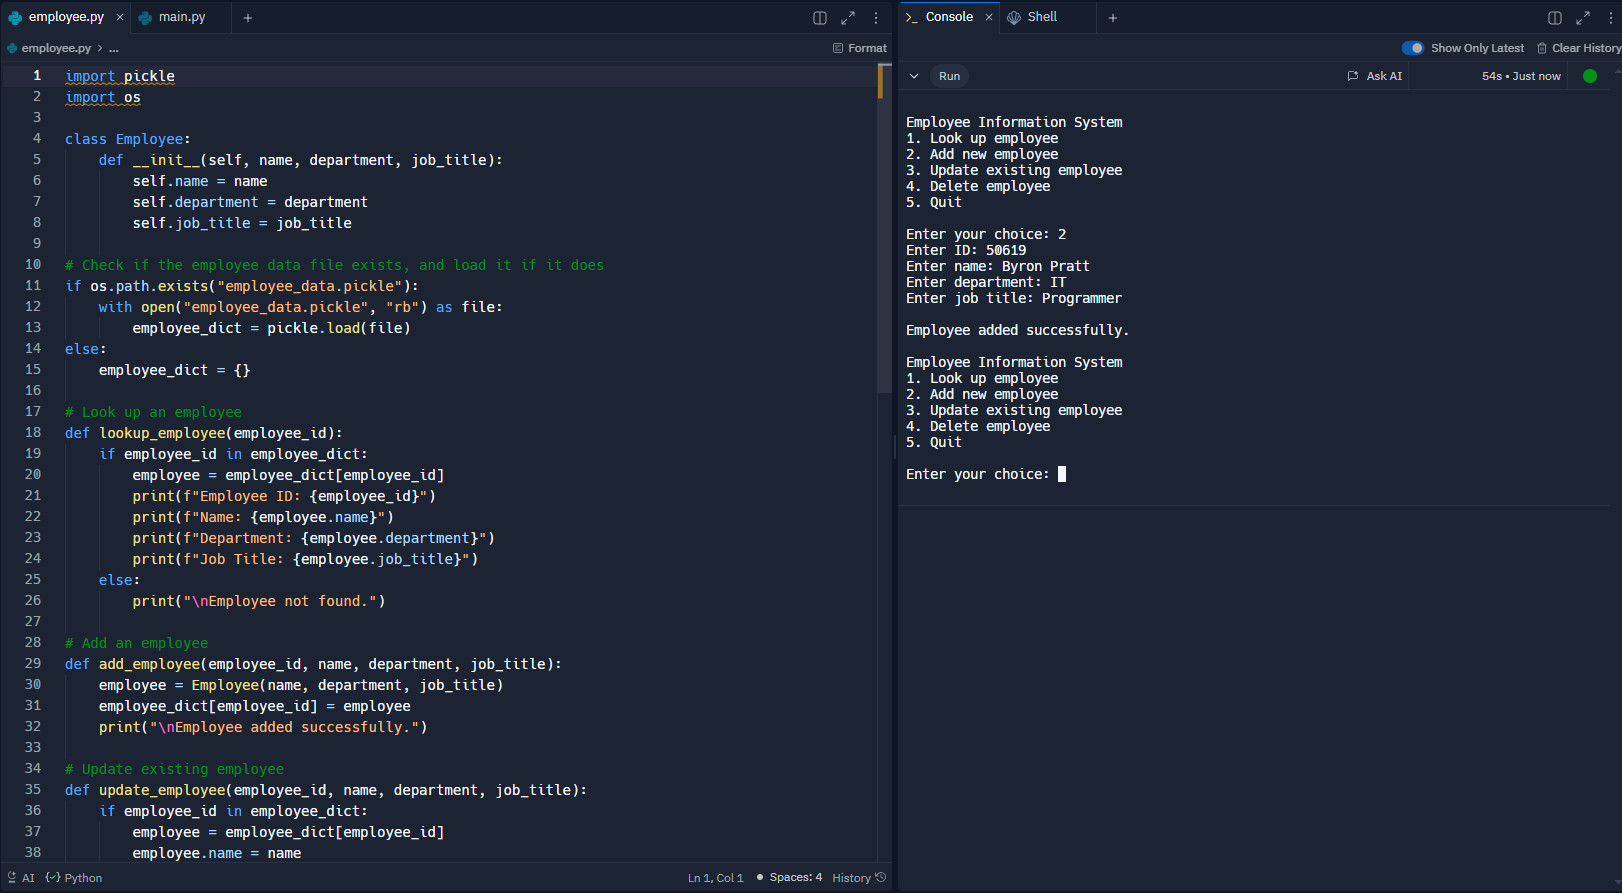 employee.py
main.py
employee.py > ...
Format
1 import pickle
2 import os
3
4 class Employee:
5 def __init__(self, name, department, job_title):
6 self.name = name
7 self.department = department
8 self.job_title = job_title
9
10 # Check if the employee data file exists, and load it if it does
11 if os.path.exists("employee_data.pickle"):
12 with open("employee_data.pickle", "rb") as file:
13 employee_dict = pickle.load(file)
14 else:
15 employee_dict = {}
16
17 # Look up an employee
18 def lookup_employee(employee_id):
19 if employee_id in employee_dict:
20 employee = employee_dict[employee_id]
21 print(f"Employee ID: {employee_id}")
22 print(f"Name: {employee.name}")
23 print(f"Department: {employee.department}")
24 print(f"Job Title: {employee.job_title}")
25 else:
26 print("\nEmployee not found.")
27
28 # Add an employee
29 def add_employee(employee_id, name, department, job_title):
30 employee = Employee(name, department, job_title)
31 employee_dict[employee_id] = employee
32 print("\nEmployee added successfully.")
33
34 # Update existing employee
35 def update_employee(employee_id, name, department, job_title):
36 if employee_id in employee_dict:
37 employee = employee_dict[employee_id]
38 employee.name = name
AI
Python
Ln 1, Col 1
Spaces: 4
History
Console
Shell
Show Only Latest
Clear History
Run
Ask AI
54s • Just now
Employee Information System
1. Look up employee
2. Add new employee
3. Update existing employee
4. Delete employee
5. Quit
Enter your choice: 2
Enter ID: 50619
Enter name: Byron Pratt
Enter department: IT
Enter job title: Programmer
Employee added successfully.
Employee Information System
1. Look up employee
2. Add new employee
3. Update existing employee
4. Delete employee
5. Quit
Enter your choice: